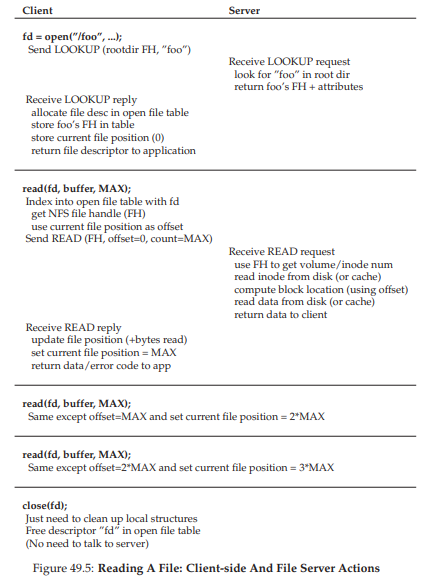 Client Server
fd = open("/foo", ...);
Send LOOKUP (rootdir FH, "foo")
Receive LOOKUP request
look for "foo" in root dir
return foo's FH + attributes
Receive LOOKUP reply
allocate file desc in open file table
store foo's FH in table
store current file position (0)
return file descriptor to application
read(fd, buffer, MAX);
Index into open file table with fd
get NFS file handle (FH)
use current file position as offset
Send READ (FH, offset=0, count=MAX)
Receive READ request
use FH to get volume/inode num
read inode from disk (or cache)
compute block location (using offset)
read data from disk (or cache)
return data to client
Receive READ reply
update file position (+bytes read)
set current file position = MAX
return data/error code to app
read(fd, buffer, MAX);
Same except offset=MAX and set current file position = 2*MAX
read(fd, buffer, MAX);
Same except offset=2*MAX and set current file position = 3*MAX
close(fd);
Just need to clean up local structures
Free descriptor "fd" in open file table
(No need to talk to server)
Figure 49.5: Reading A File: Client-side And File Server Actions